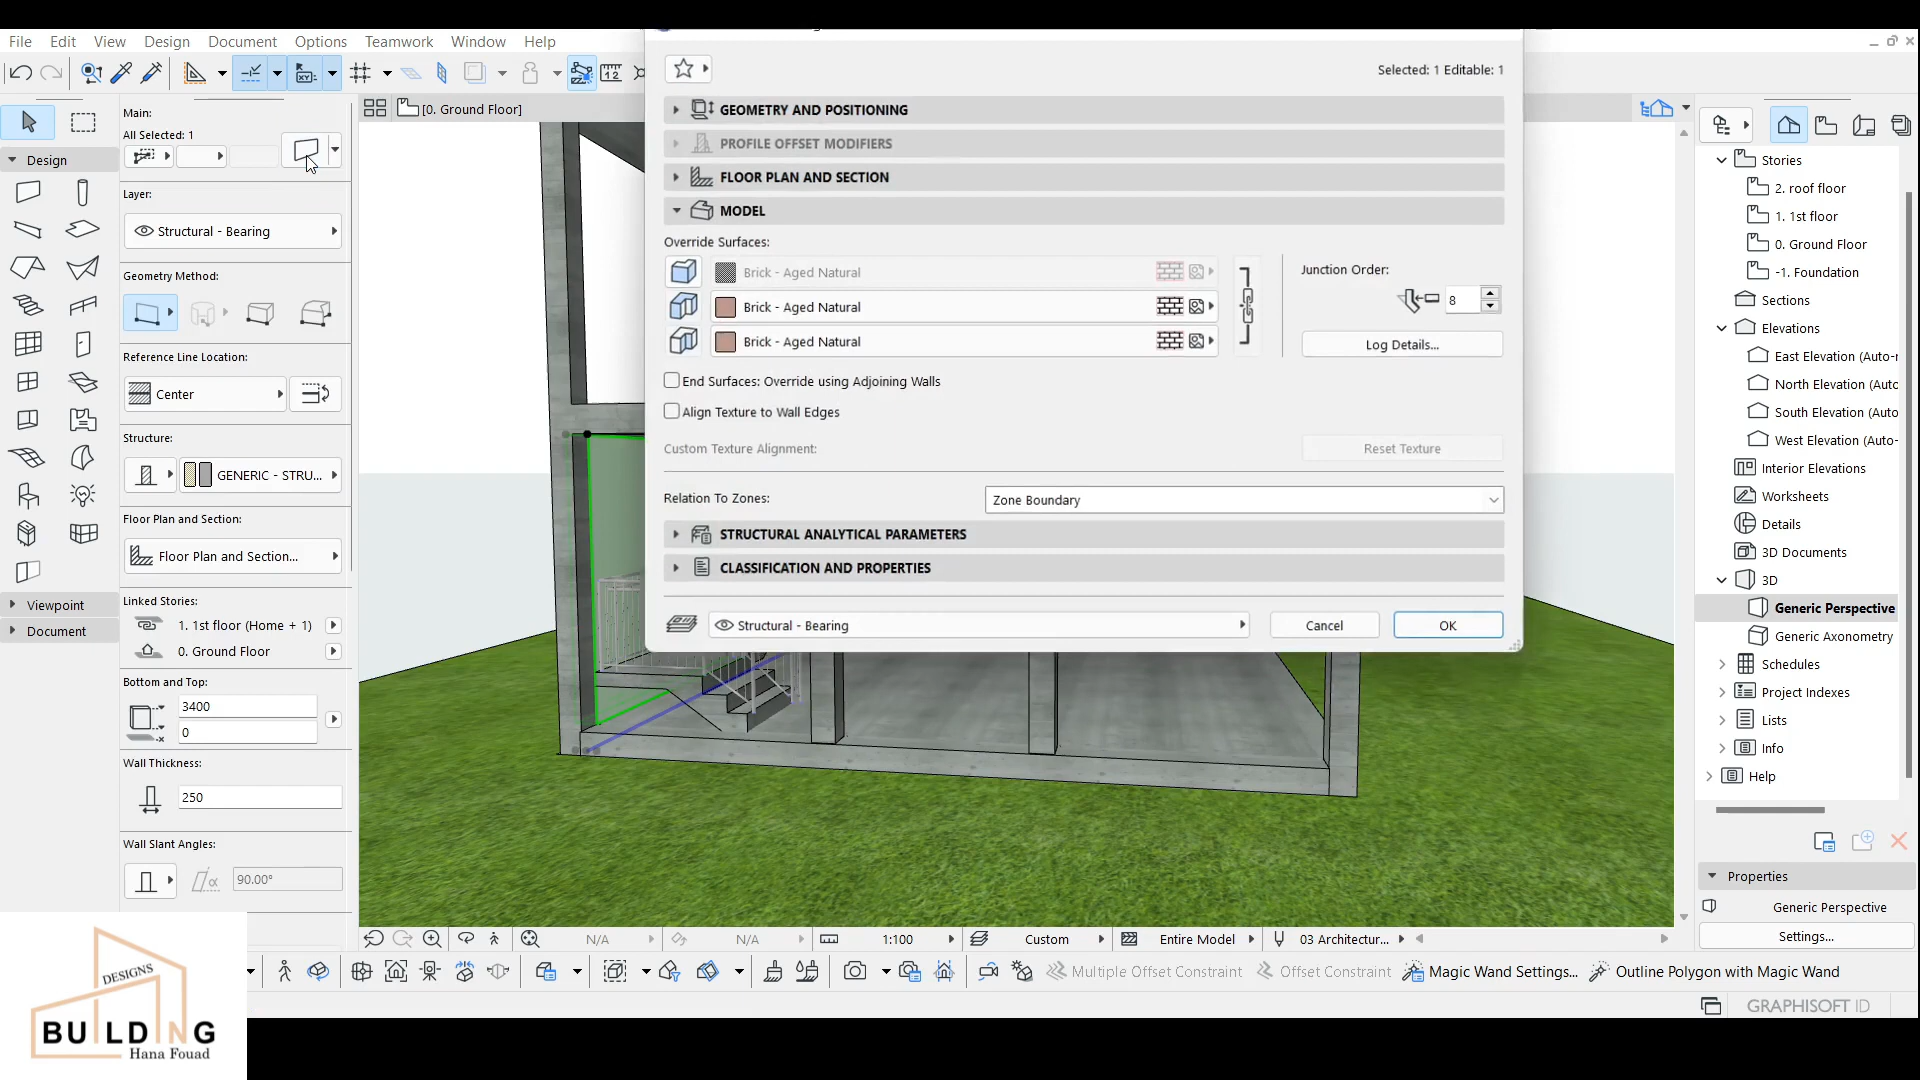 File Edit View Design Document Options Teamwork Window Help
Main:
All Selected: 1
Design
Layer:
Structural - Bearing
Geometry Method:
Reference Line Location:
Center
Structure:
GENERIC - STRU...
Floor Plan and Section:
Floor Plan and Section...
Linked Stories:
1. 1st floor (Home + 1)
0. Ground Floor
Bottom and Top:
3400
0
Wall Thickness:
250
Wall Slant Angles:
90.00°
Viewpoint
Document
[0. Ground Floor]
Selected: 1 Editable: 1
GEOMETRY AND POSITIONING
PROFILE OFFSET MODIFIERS
FLOOR PLAN AND SECTION
MODEL
Override Surfaces:
Brick - Aged Natural
Brick - Aged Natural
Brick - Aged Natural
Junction Order:
8
Log Details...
End Surfaces: Override using Adjoining Walls
Align Texture to Wall Edges
Custom Texture Alignment:
Reset Texture
Relation To Zones:
Zone Boundary
STRUCTURAL ANALYTICAL PARAMETERS
CLASSIFICATION AND PROPERTIES
Structural - Bearing
Cancel
OK
Stories
2. roof floor
1. 1st floor
0. Ground Floor
-1. Foundation
Sections
Elevations
East Elevation (Auto-r
North Elevation (Auto
South Elevation (Auto
West Elevation (Auto-
Interior Elevations
Worksheets
Details
3D Documents
3D
Generic Perspective
Generic Axonometry
Schedules
Project Indexes
Lists
Info
Help
Properties
Generic Perspective
Settings...
N/A
N/A
1:100
Custom
Entire Model
03 Architectur...
Multiple Offset Constraint
Offset Constraint
Magic Wand Settings...
Outline Polygon with Magic Wand
GRAPHISOFT ID
DESIGNS
BUILDING
Hana Fouad